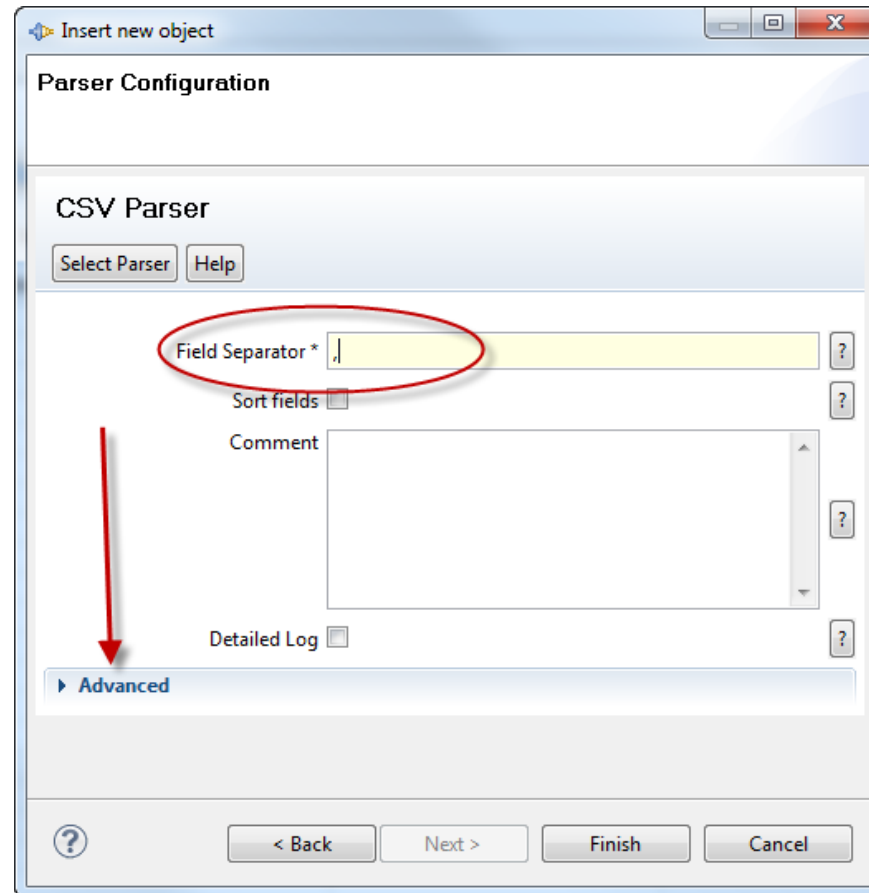 Insert new object
Parser Configuration
CSV Parser
Select Parser Help
Field Separator * , ?
Sort fields ?
Comment
?
Detailed Log ?
Advanced
? < Back Next > Finish Cancel